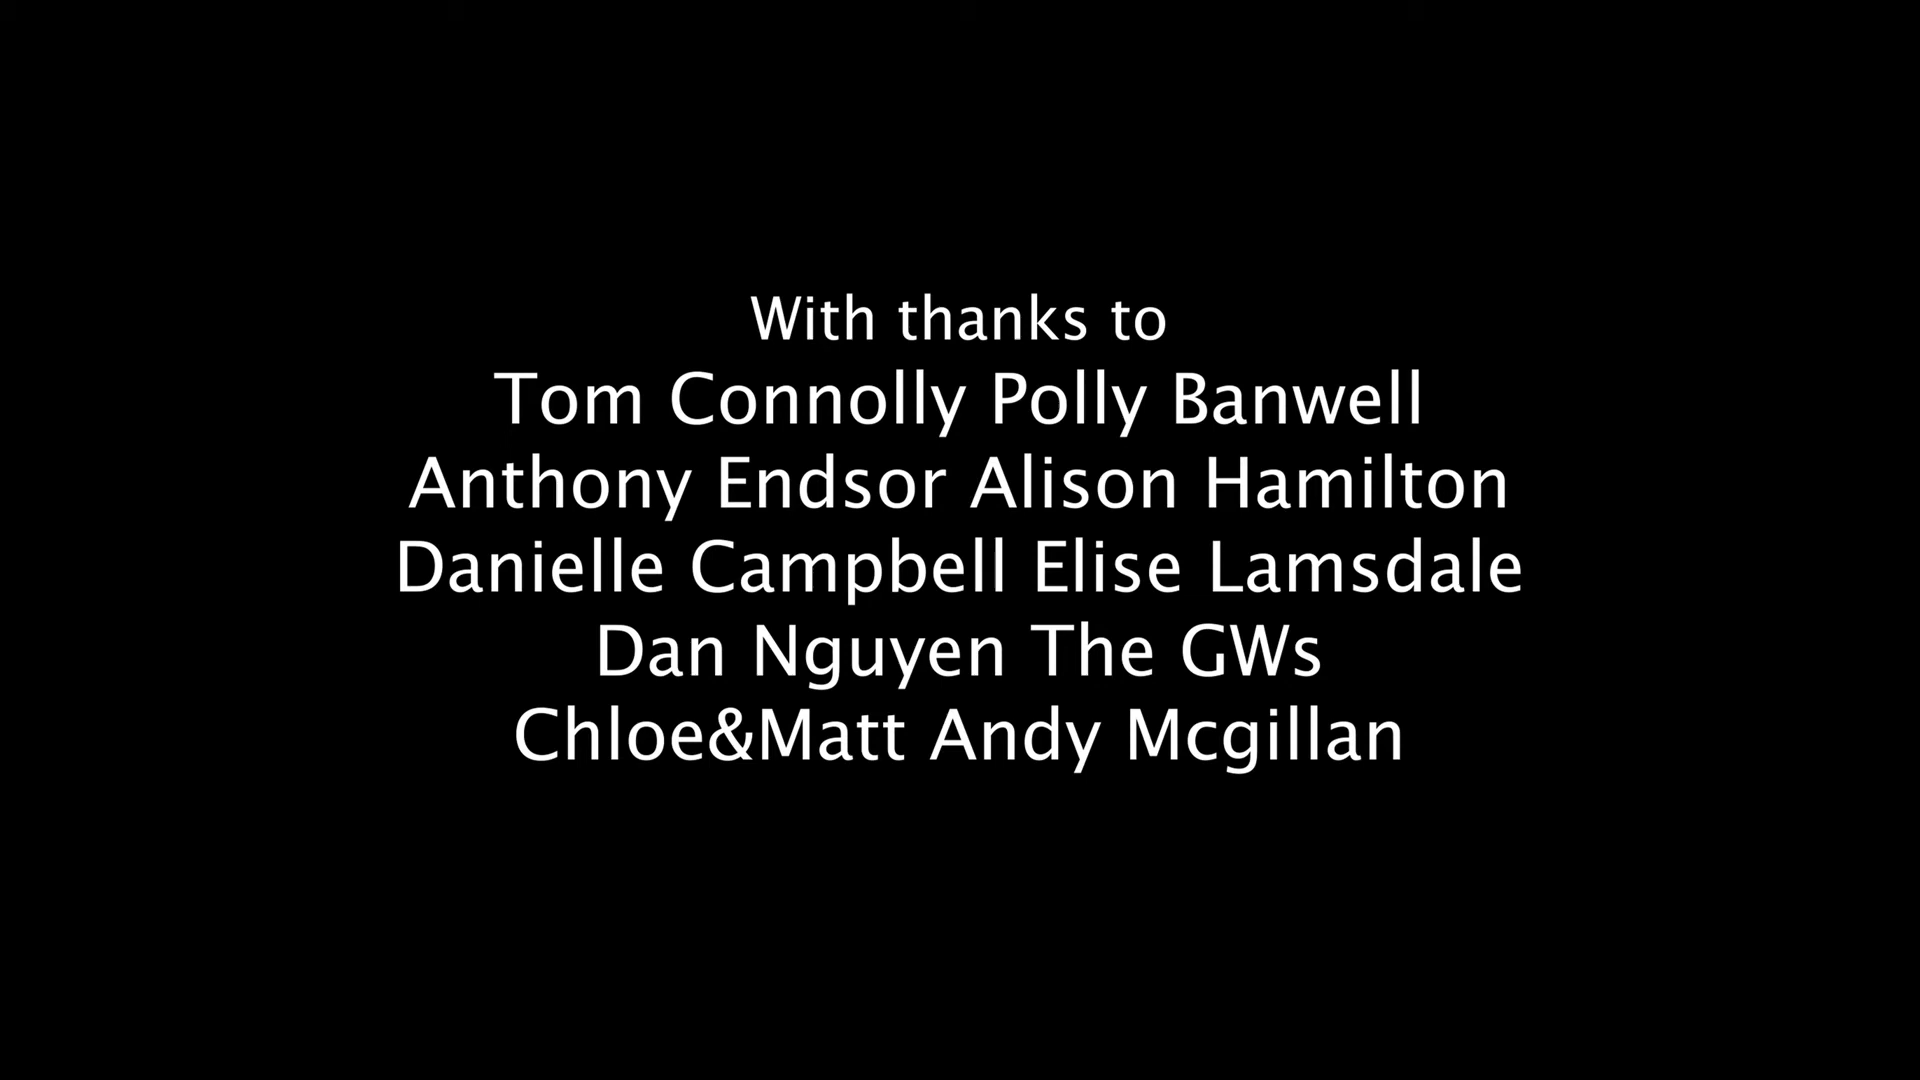 With thanks to
Tom Connolly Polly Banwell
Anthony Endsor Alison Hamilton
Danielle Campbell Elise Lamsdale
Dan Nguyen The GWs
Chloe&Matt Andy Mcgillan